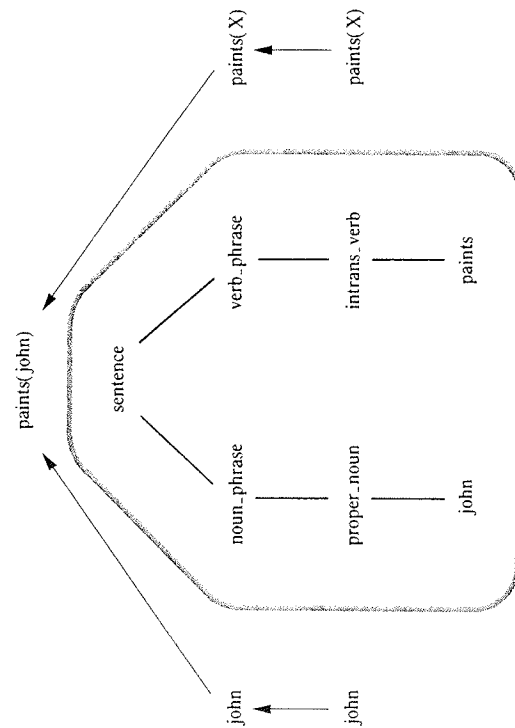 paints(john)
sentence
john noun_phrase verb_phrase paints(X)
john proper_noun intrans_verb paints(X)
john paints